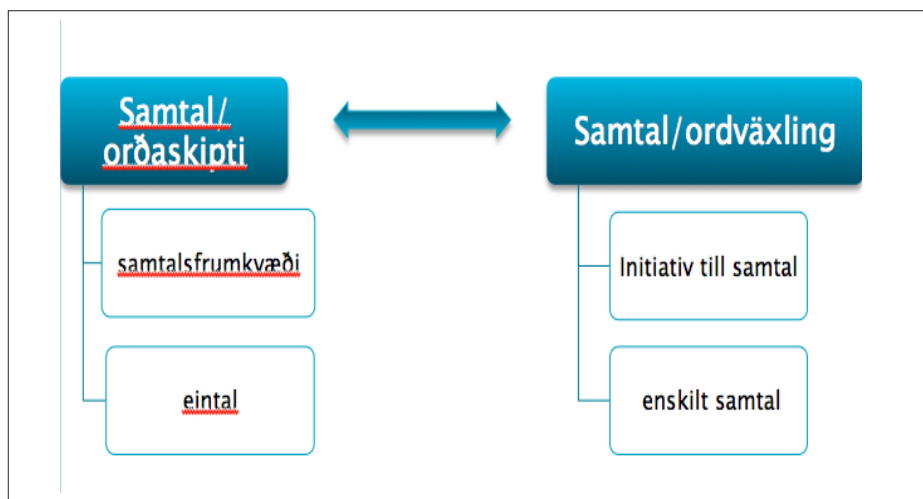 Samtal/
orðaskipti
samtalsfrumkvæði
eintal
Samtal/ordväxling
Initiativ till samtal
enskilt samtal